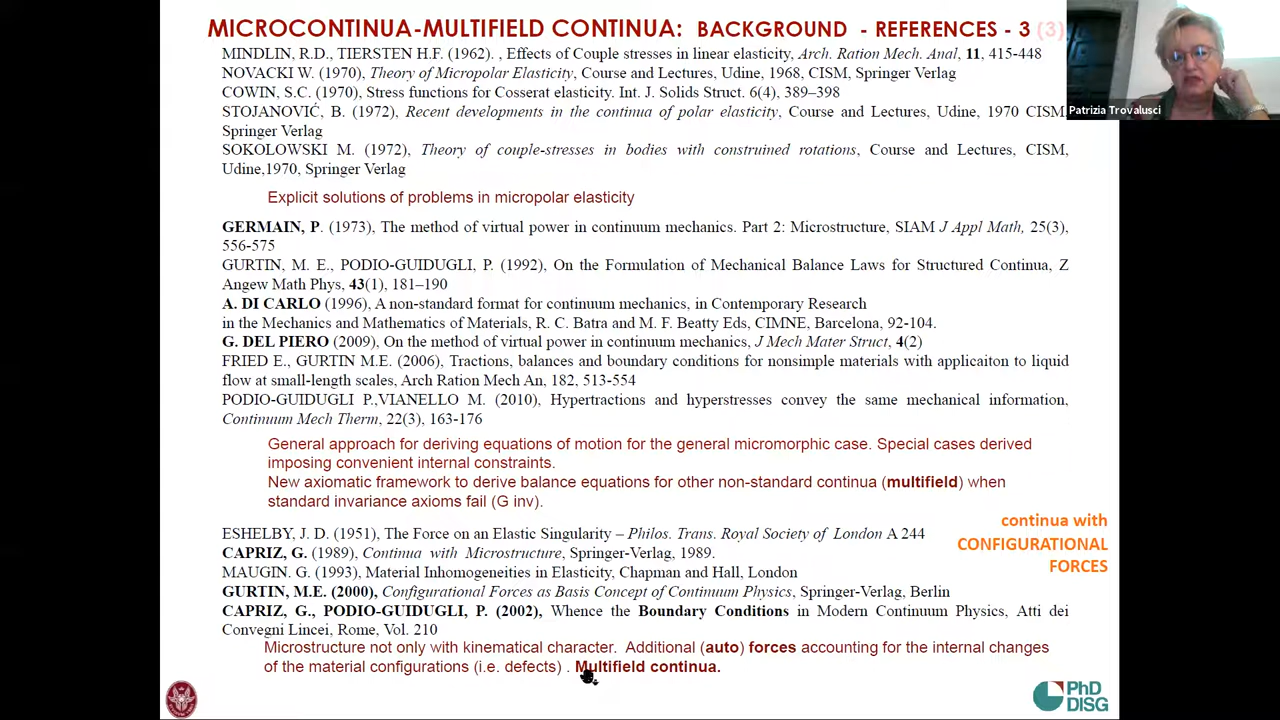 MICROCONTINUA-MULTIFIELD CONTINUA: BACKGROUND - REFERENCES - 3 (3)
MINDLIN, R.D., TIERSTEN H.F. (1962). , Effects of Couple stresses in linear elasticity, Arch. Ration Mech. Anal, 11, 415-448
NOVACKI W. (1970), Theory of Micropolar Elasticity, Course and Lectures, Udine, 1968, CISM, Springer Verlag
COWIN, S.C. (1970), Stress functions for Cosserat elasticity. Int. J. Solids Struct. 6(4), 389–398
STOJANOVIĆ, B. (1972), Recent developments in the continua of polar elasticity, Course and Lectures, Udine, 1970 CISM,
Springer Verlag
SOKOLOWSKI M. (1972), Theory of couple-stresses in bodies with construined rotations, Course and Lectures, CISM,
Udine,1970, Springer Verlag
Explicit solutions of problems in micropolar elasticity
GERMAIN, P. (1973), The method of virtual power in continuum mechanics. Part 2: Microstructure, SIAM J Appl Math, 25(3),
556-575
GURTIN, M. E., PODIO-GUIDUGLI, P. (1992), On the Formulation of Mechanical Balance Laws for Structured Continua, Z
Angew Math Phys, 43(1), 181–190
A. DI CARLO (1996), A non-standard format for continuum mechanics, in Contemporary Research
in the Mechanics and Mathematics of Materials, R. C. Batra and M. F. Beatty Eds, CIMNE, Barcelona, 92-104.
G. DEL PIERO (2009), On the method of virtual power in continuum mechanics, J Mech Mater Struct, 4(2)
FRIED E., GURTIN M.E. (2006), Tractions, balances and boundary conditions for nonsimple materials with applicaiton to liquid
flow at small-length scales, Arch Ration Mech An, 182, 513-554
PODIO-GUIDUGLI P.,VIANELLO M. (2010), Hypertractions and hyperstresses convey the same mechanical information,
Continuum Mech Therm, 22(3), 163-176
General approach for deriving equations of motion for the general micromorphic case. Special cases derived
imposing convenient internal constraints.
New axiomatic framework to derive balance equations for other non-standard continua (multifield) when
standard invariance axioms fail (G inv).
ESHELBY, J. D. (1951), The Force on an Elastic Singularity – Philos. Trans. Royal Society of London A 244
CAPRIZ, G. (1989), Continua with Microstructure, Springer-Verlag, 1989.
MAUGIN. G. (1993), Material Inhomogeneities in Elasticity, Chapman and Hall, London
GURTIN, M.E. (2000), Configurational Forces as Basis Concept of Continuum Physics, Springer-Verlag, Berlin
CAPRIZ, G., PODIO-GUIDUGLI, P. (2002), Whence the Boundary Conditions in Modern Continuum Physics, Atti dei
Convegni Lincei, Rome, Vol. 210
continua with
CONFIGURATIONAL
FORCES
Microstructure not only with kinematical character. Additional (auto) forces accounting for the internal changes
of the material configurations (i.e. defects) . Multifield continua.
Patrizia Trovalusci
PhD
DISG